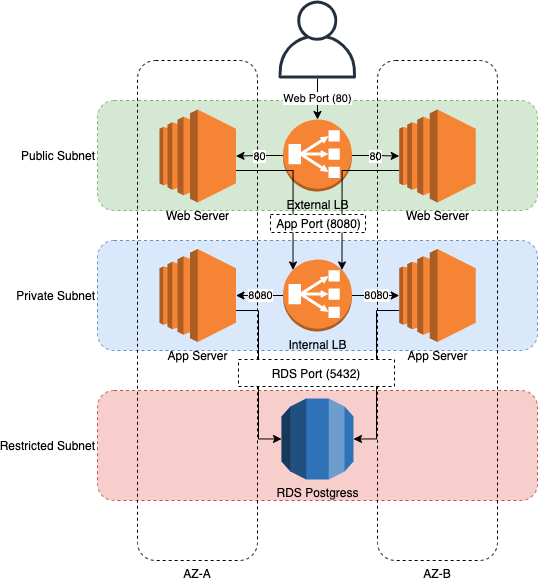 Web Port (80)
Public Subnet
80
80
Web Server
External LB
Web Server
App Port (8080)
Private Subnet
8080
8080
App Server
Internal LB
App Server
RDS Port (5432)
Restricted Subnet
RDS Postgress
AZ-A
AZ-B